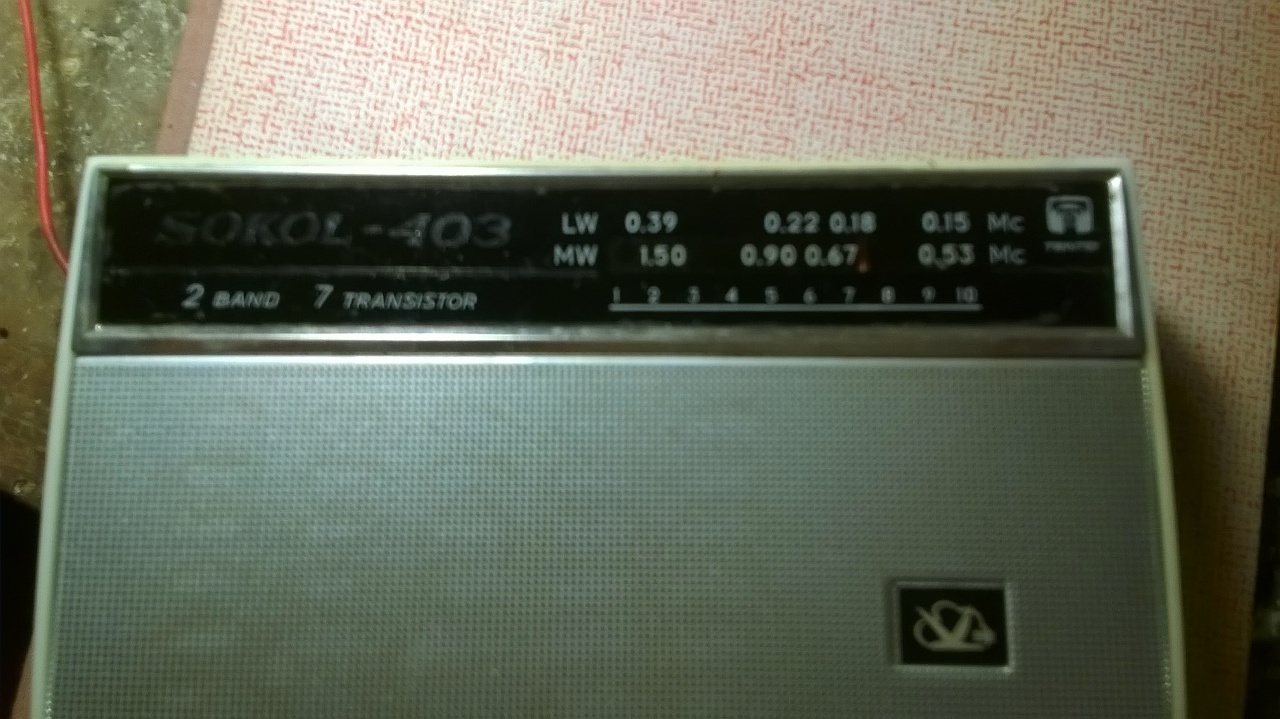 SOKOL-403
LW 0.39 0.22 0.18 0.15 Mc
MW 1.50 0.90 0.67 0.53 Mc
2 BAND 7 TRANSISTOR
1 2 3 4 5 6 7 8 9 10